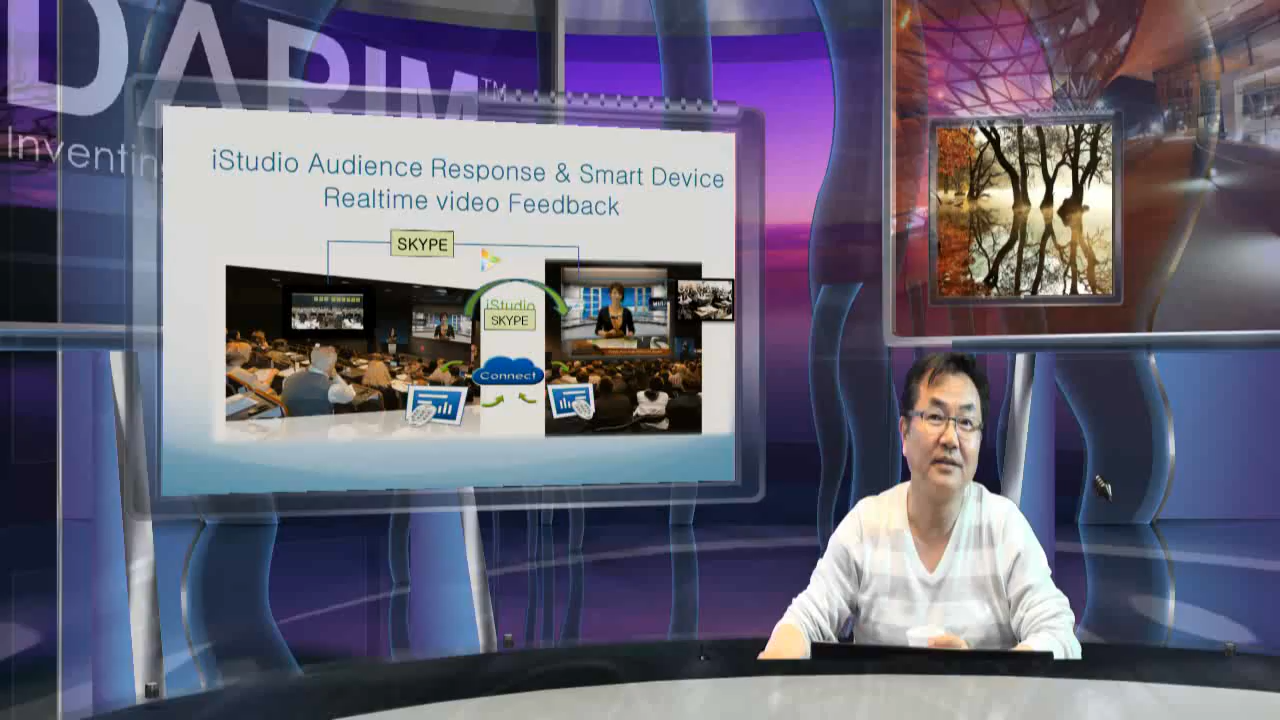 DARIM™
Inventin
iStudio Audience Response & Smart Device
Realtime video Feedback
SKYPE
iStudio
SKYPE
Connect